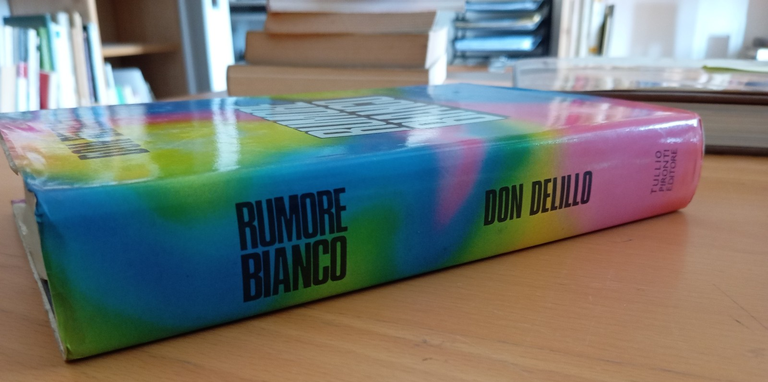 RUMORE
BIANCO
DON DELILLO
TULLIO
PIRONTI
EDITORE